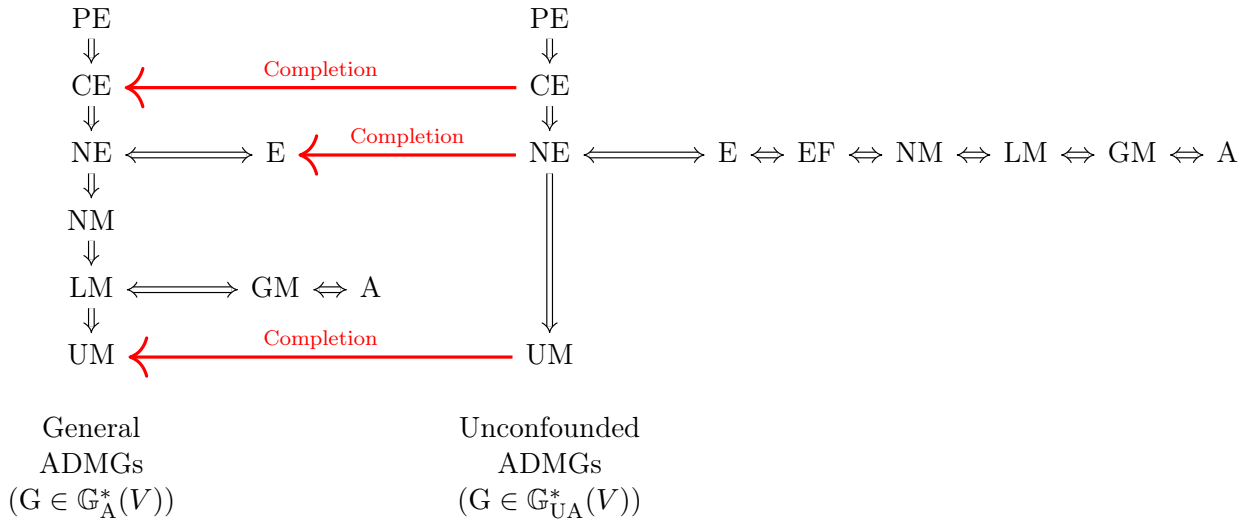 PE PE
CE Completion CE
NE E Completion NE E EF NM LM GM A
NM
LM GM A
UM Completion UM
General Unconfounded
ADMGs ADMGs
(G ∈ 𝔾*_A(V)) (G ∈ 𝔾*_UA(V))